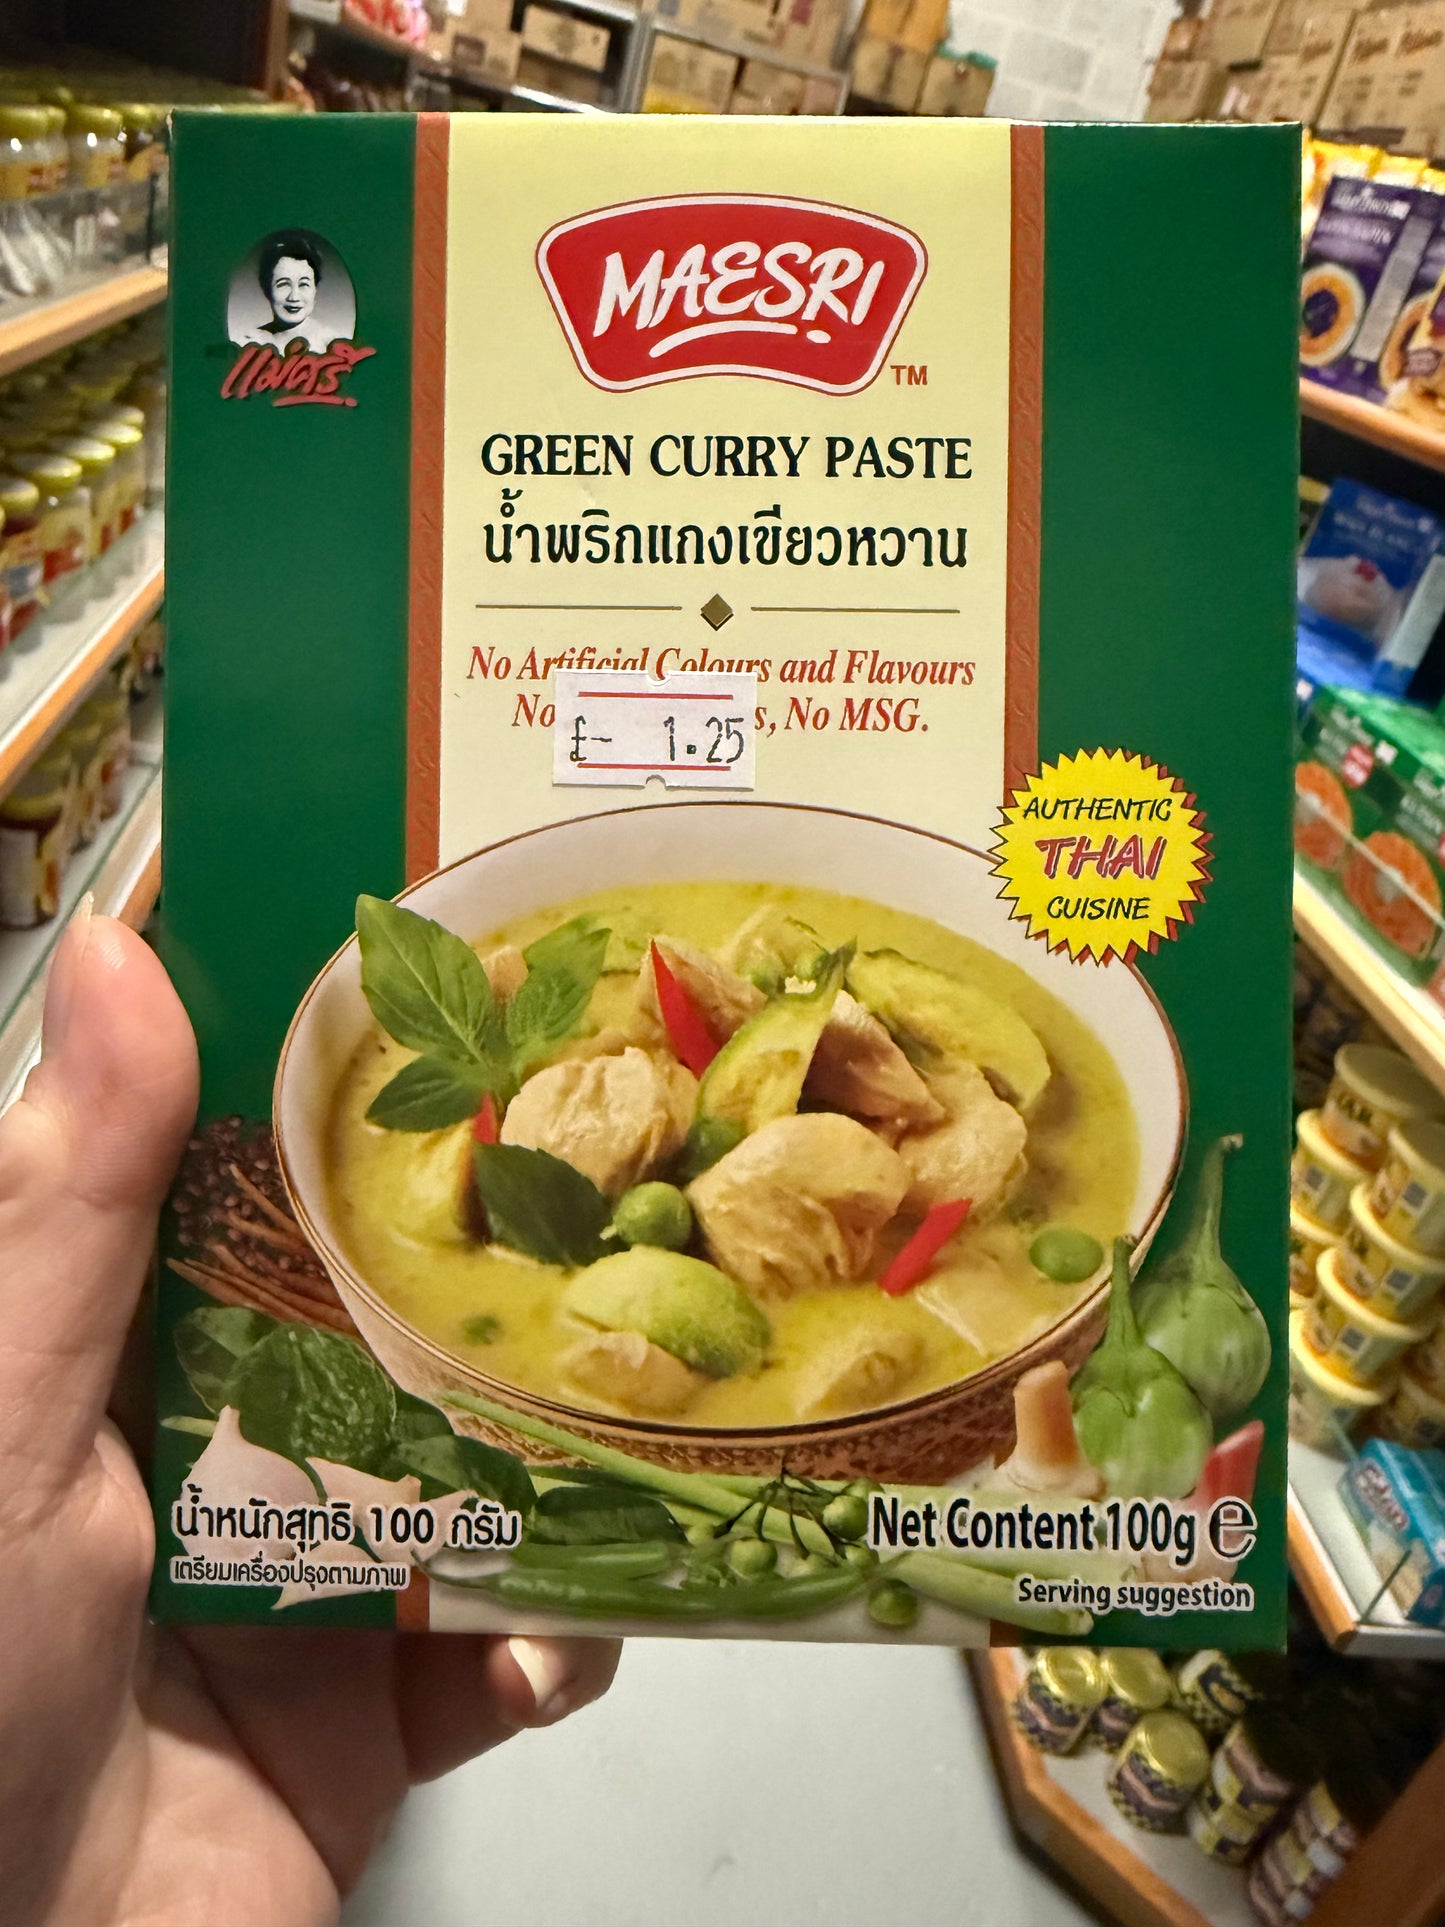 MAESRI
TM
แม่ศรี
GREEN CURRY PASTE
น้ำพริกแกงเขียวหวาน
No Artificial Colours and Flavours
No s, No MSG.
£- 1.25
AUTHENTIC
THAI
CUISINE
น้ำหนักสุทธิ 100 กรัม
เตรียมเครื่องปรุงตามภาพ
Net Content 100g e
Serving suggestion